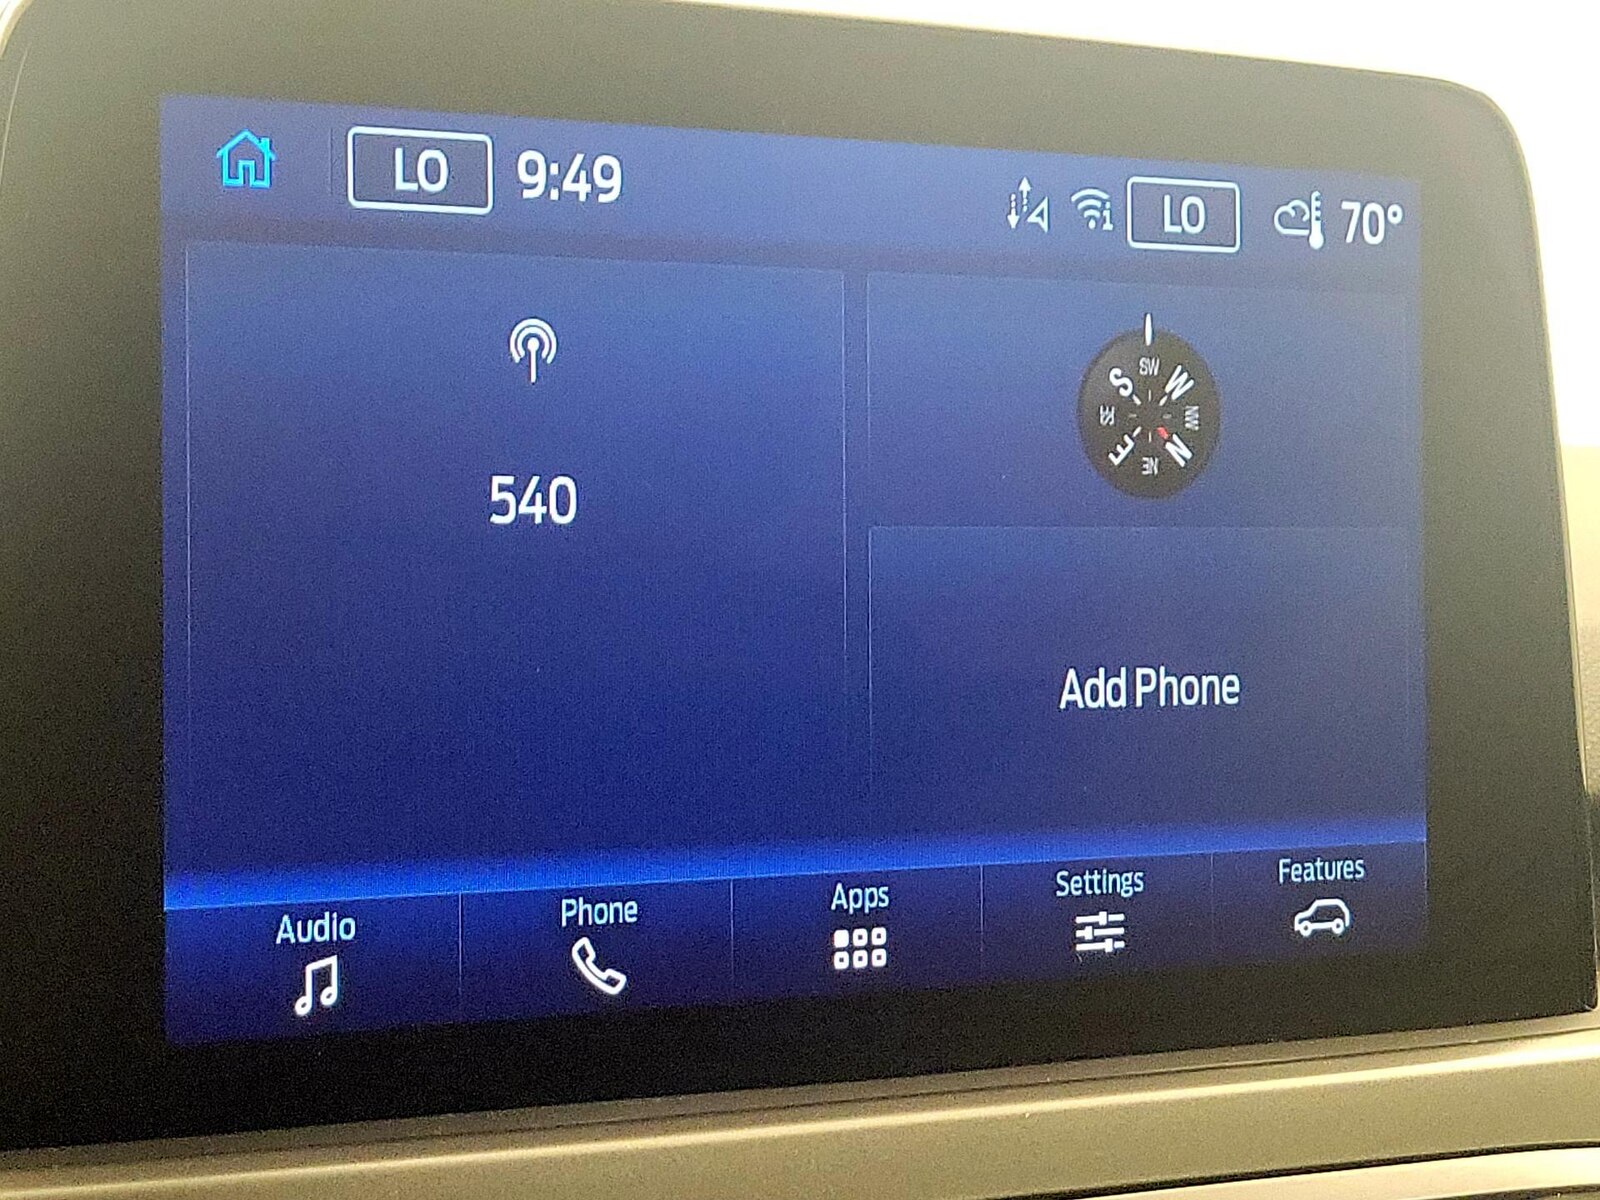 LO 9:49 LO 70°
540
SW
S W
SE NW
E N
NE
Add Phone
Audio Phone Apps Settings Features